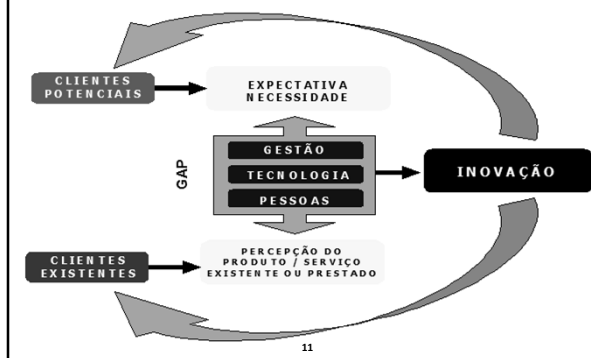 CLIENTES
POTENCIAIS
EXPECTATIVA
NECESSIDADE
GAP
GESTÃO
TECNOLOGIA
PESSOAS
INOVAÇÃO
CLIENTES
EXISTENTES
PERCEPÇÃO DO
PRODUTO / SERVIÇO
EXISTENTE OU PRESTADO
11